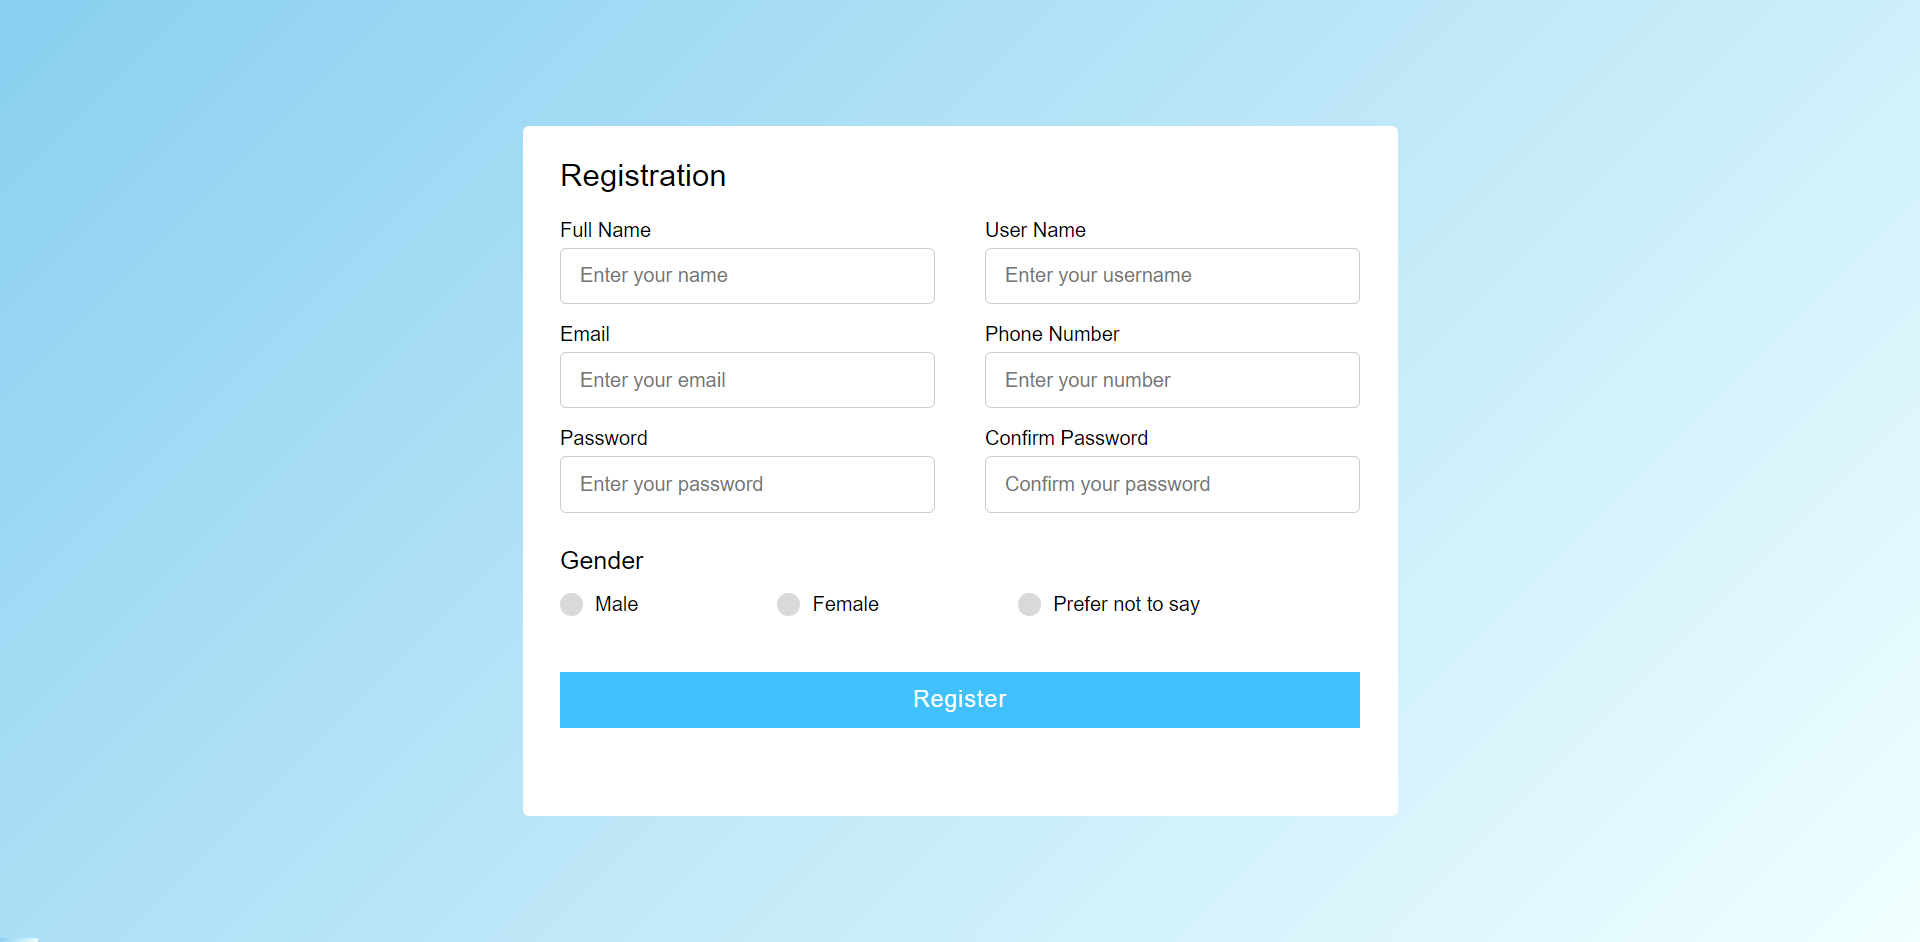 Registration
Full Name User Name
Enter your name Enter your username
Email Phone Number
Enter your email Enter your number
Password Confirm Password
Enter your password Confirm your password
Gender
Male Female Prefer not to say
Register